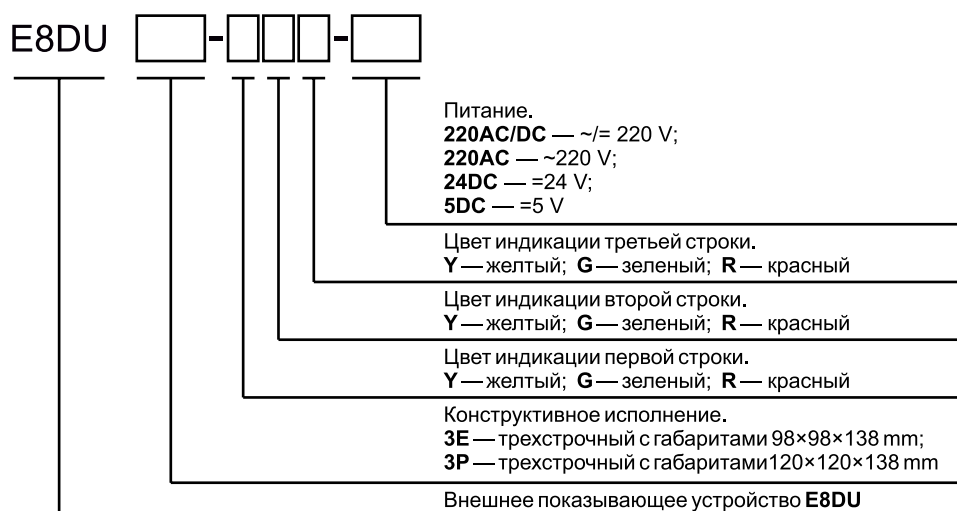 E8DU - -
Питание.
220AC/DC — ~/= 220 V;
220AC — ~220 V;
24DC — =24 V;
5DC — =5 V
Цвет индикации третьей строки.
Y — желтый; G — зеленый; R — красный
Цвет индикации второй строки.
Y — желтый; G — зеленый; R — красный
Цвет индикации первой строки.
Y — желтый; G — зеленый; R — красный
Конструктивное исполнение.
3E — трехстрочный с габаритами 98×98×138 mm;
3P — трехстрочный с габаритами120×120×138 mm
Внешнее показывающее устройство E8DU